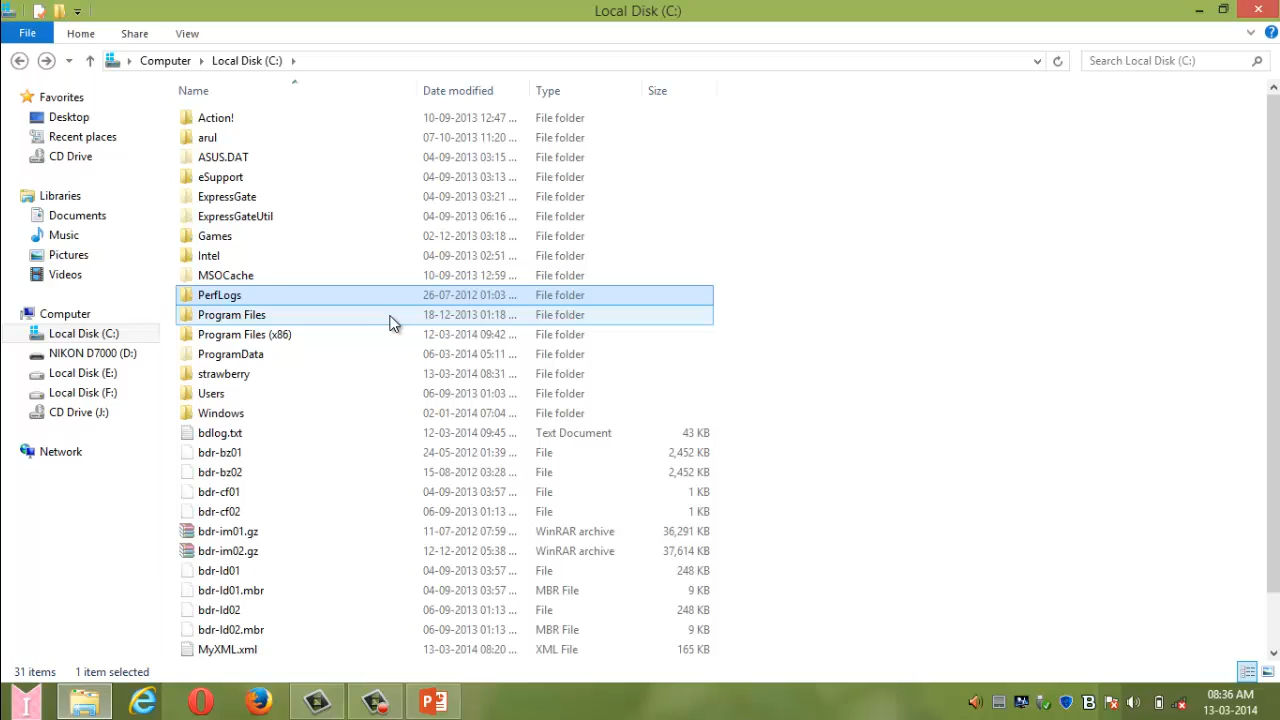 Local Disk (C:)
File Home Share View
Computer Local Disk (C:) Search Local Disk (C:)
Name Date modified Type Size
Favorites
Desktop
Recent places
CD Drive
Libraries
Documents
Music
Pictures
Videos
Computer
Local Disk (C:)
NIKON D7000 (D:)
Local Disk (E:)
Local Disk (F:)
CD Drive (J:)
Network
Action! 10-09-2013 12:47 ... File folder
arul 07-10-2013 11:20 ... File folder
ASUS.DAT 04-09-2013 03:15 ... File folder
eSupport 04-09-2013 03:13 ... File folder
ExpressGate 04-09-2013 03:21 ... File folder
ExpressGateUtil 04-09-2013 06:16 ... File folder
Games 02-12-2013 03:18 ... File folder
Intel 04-09-2013 02:51 ... File folder
MSOCache 10-09-2013 12:59 ... File folder
PerfLogs 26-07-2012 01:03 ... File folder
Program Files 18-12-2013 01:18 ... File folder
Program Files (x86) 12-03-2014 09:42 ... File folder
ProgramData 06-03-2014 05:11 ... File folder
strawberry 13-03-2014 08:31 ... File folder
Users 06-09-2013 01:03 ... File folder
Windows 02-01-2014 07:04 ... File folder
bdlog.txt 12-03-2014 09:45 ... Text Document 43 KB
bdr-bz01 24-05-2012 01:39 ... File 2,452 KB
bdr-bz02 15-08-2012 03:28 ... File 2,452 KB
bdr-cf01 04-09-2013 03:57 ... File 1 KB
bdr-cf02 06-09-2013 01:13 ... File 1 KB
bdr-im01.gz 11-07-2012 07:59 ... WinRAR archive 36,291 KB
bdr-im02.gz 12-12-2012 05:38 ... WinRAR archive 37,614 KB
bdr-ld01 04-09-2013 03:57 ... File 248 KB
bdr-ld01.mbr 04-09-2013 03:57 ... MBR File 9 KB
bdr-ld02 06-09-2013 01:13 ... File 248 KB
bdr-ld02.mbr 06-09-2013 01:13 ... MBR File 9 KB
MyXML.xml 13-03-2014 08:20 ... XML File 165 KB
31 items 1 item selected
08:36 AM
13-03-2014